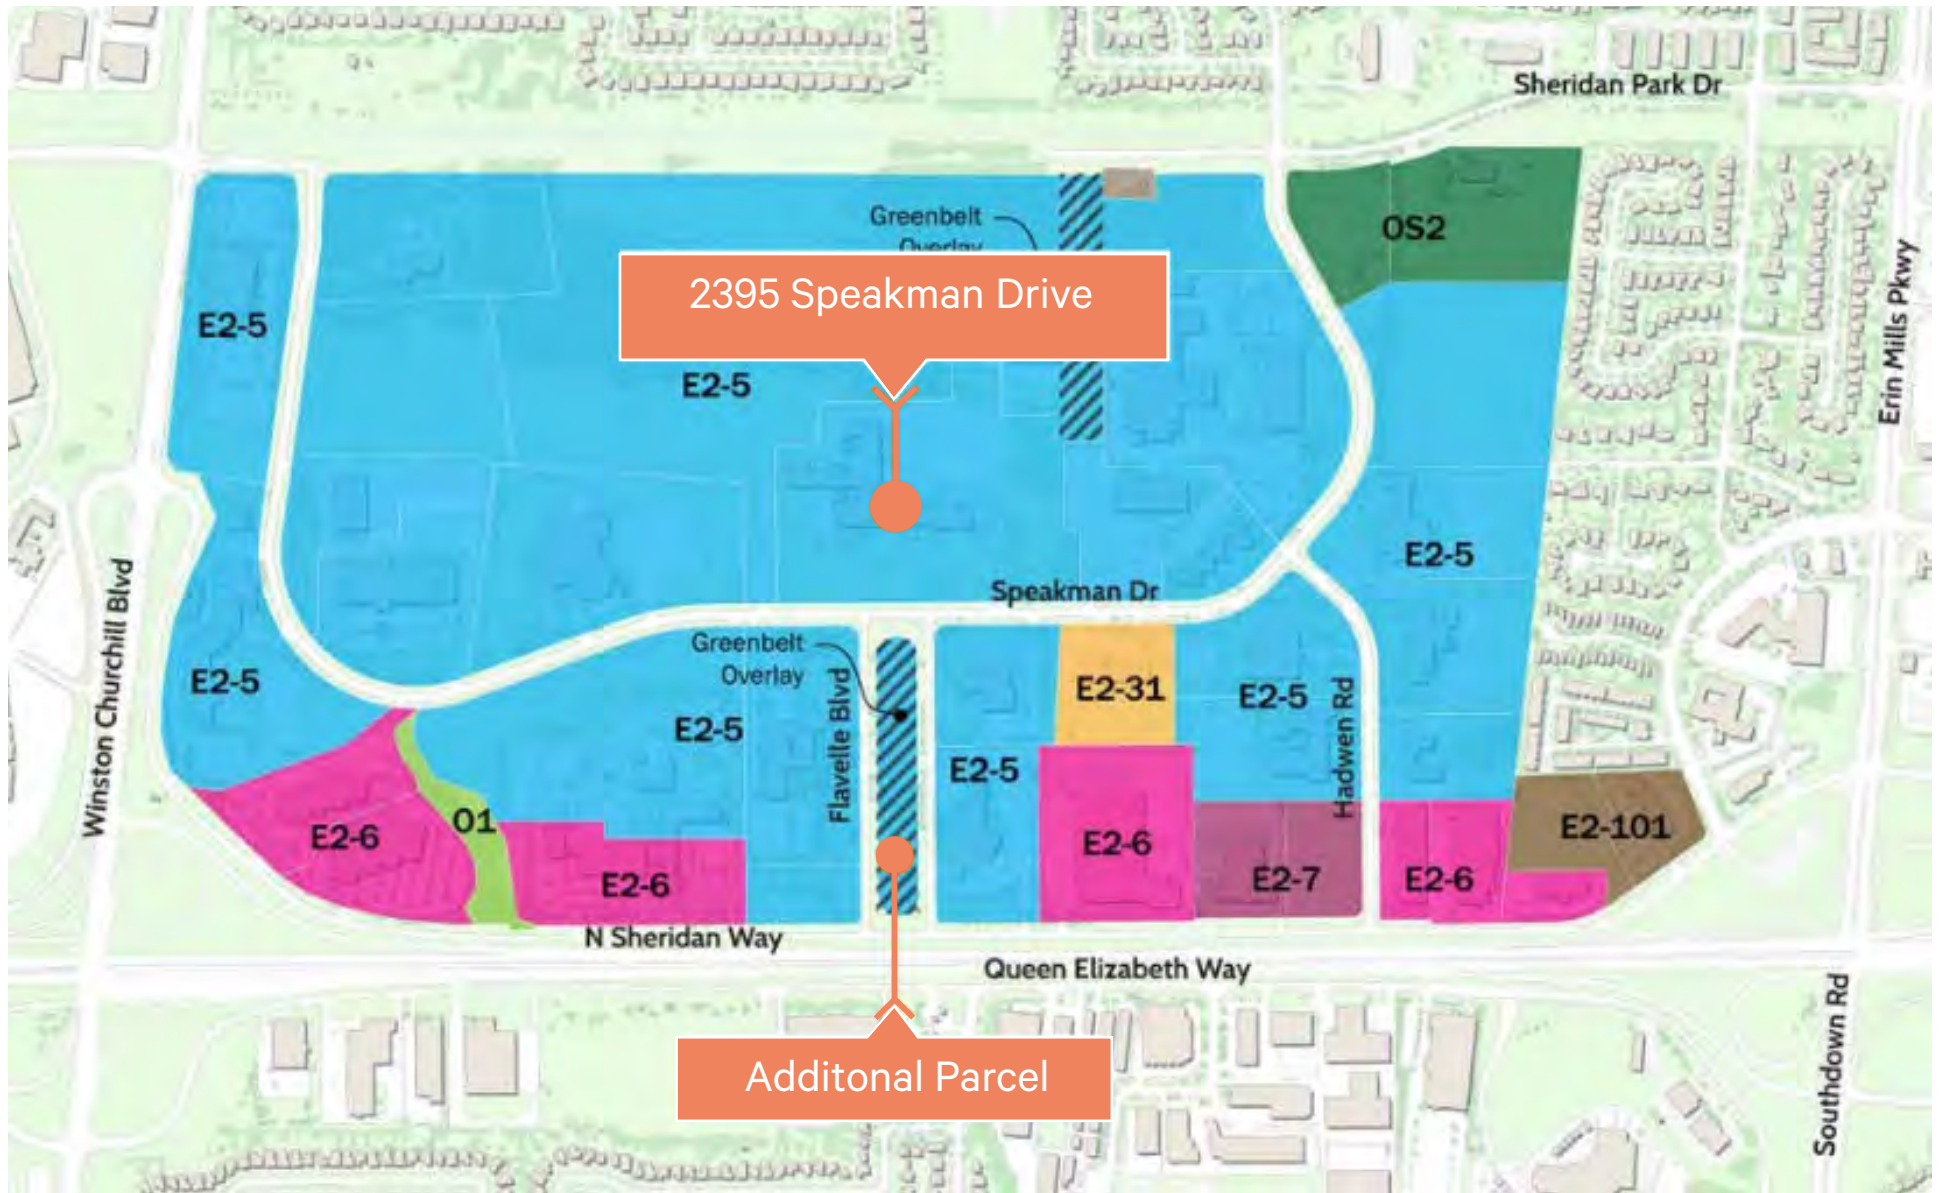 Sheridan Park Dr
Greenbelt
Overlay
OS2
2395 Speakman Drive
E2-5
Erin Mills Pkwy
E2-5
E2-5
Speakman Dr
Winston Churchill Blvd
Greenbelt
Overlay
E2-5
E2-31
E2-5
Hadwen Rd
E2-5
Flavelle Blvd
E2-5
O1
E2-6
E2-6
E2-6
E2-7
E2-6
E2-101
N Sheridan Way
Queen Elizabeth Way
Southdown Rd
Additonal Parcel